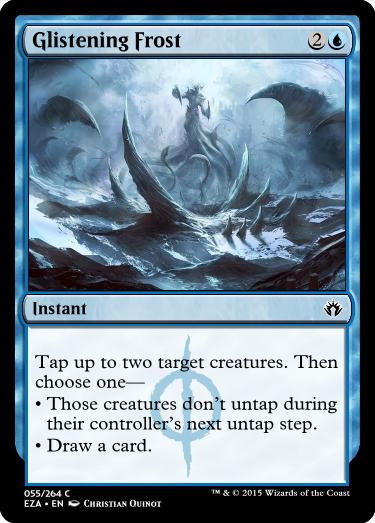 Glistening Frost 2
Instant
Tap up to two target creatures. Then
choose one—
• Those creatures don't untap during
their controller's next untap step.
• Draw a card.
055/264 C
EZA • EN Christian Quinot
™ & © 2015 Wizards of the Coast